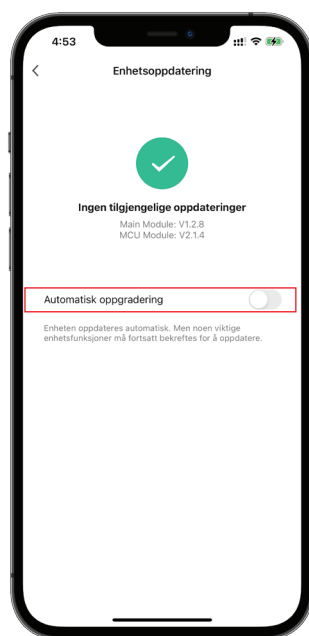 4:53
Enhetsoppdatering
Ingen tilgjengelige oppdateringer
Main Module: V1.2.8
MCU Module: V2.1.4
Automatisk oppgradering
Enheten oppdateres automatisk. Men noen viktige
enhetsfunksjoner må fortsatt bekreftes for å oppdatere.